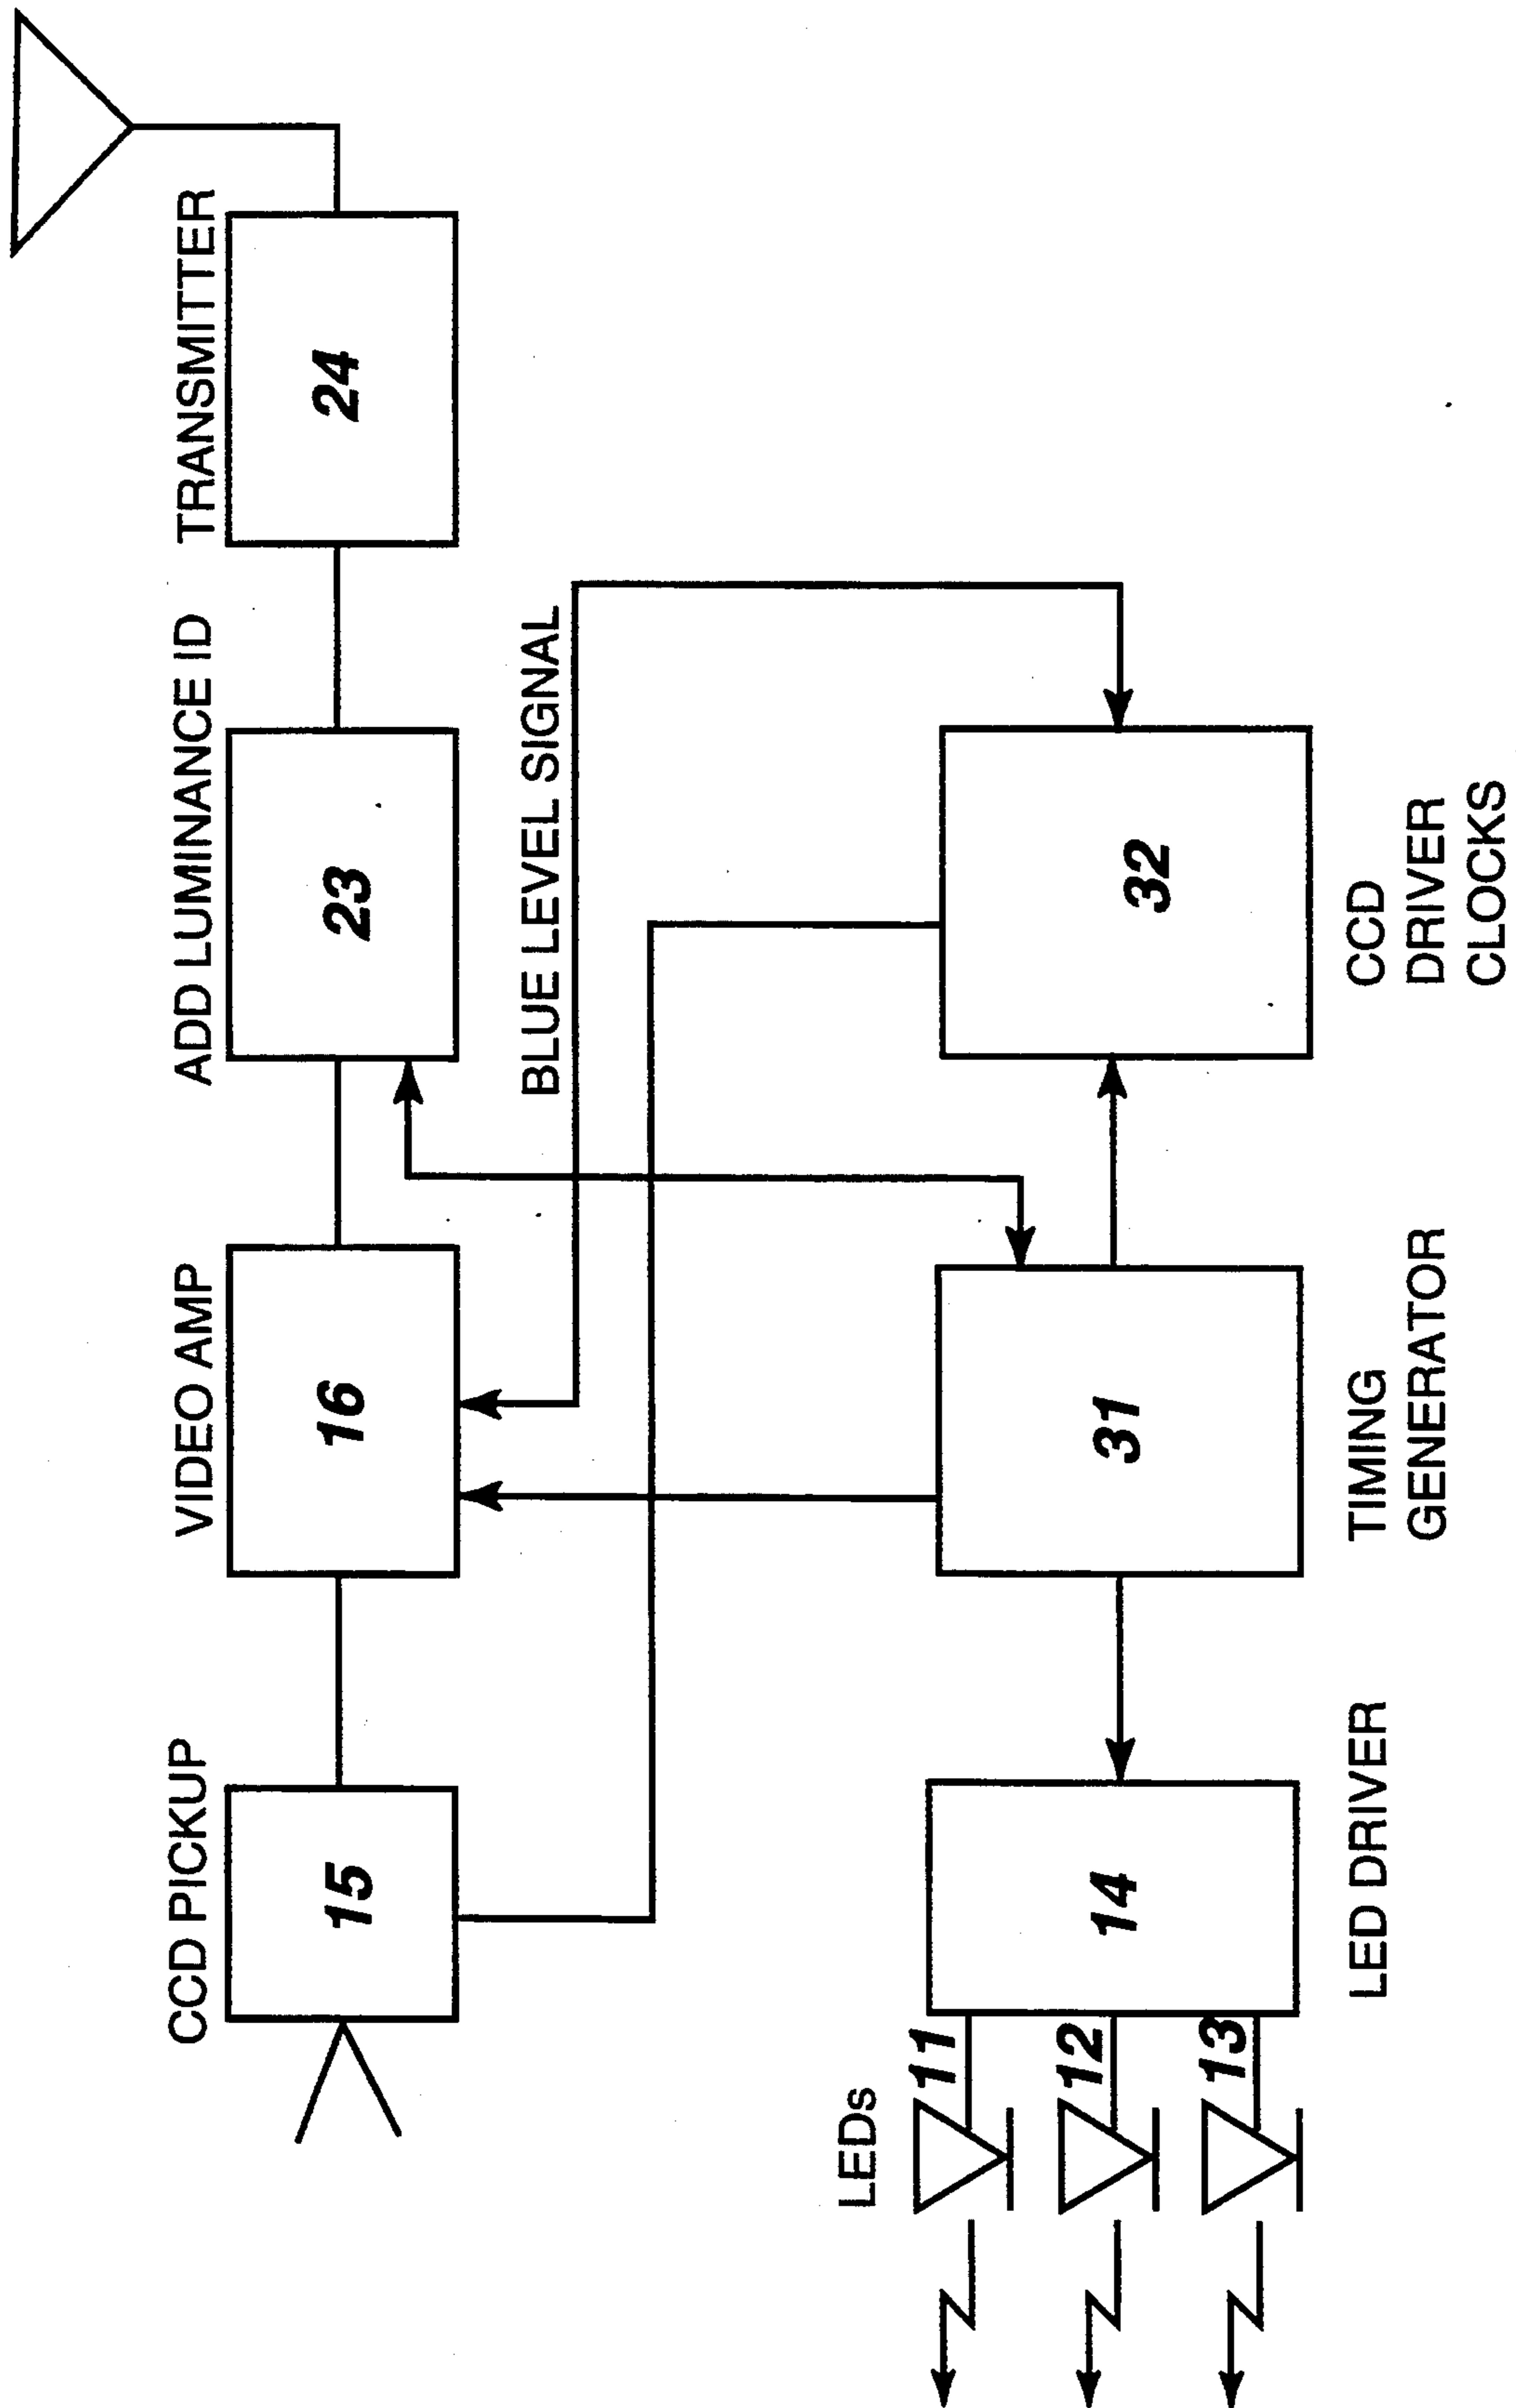 CCD PICKUP
VIDEO AMP
ADD LUMINANCE ID
TRANSMITTER
15
16
23
24
BLUE LEVEL SIGNAL
LEDs
11
12
13
14
31
32
LED DRIVER
TIMING
GENERATOR
CCD
DRIVER
CLOCKS